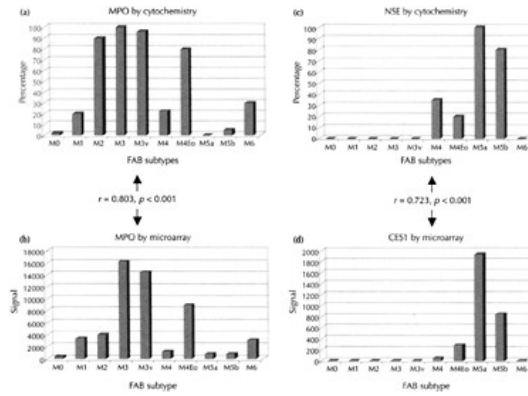 (a)
MPO by cytochemistry
Percentage
100
90
80
70
60
50
40
30
20
10
0
M0 M1 M2 M3 M3v M4 M4Eo M5a M5b M6
FAB subtypes
(c)
NSE by cytochemistry
Percentage
100
90
80
70
60
50
40
30
20
10
0
M0 M1 M2 M3 M3v M4 M4Eo M5a M5b M6
FAB subtypes
r = 0.803, p < 0.001
r = 0.723, p < 0.001
(b)
MPO by microarray
Signal
18000
16000
14000
12000
10000
8000
6000
4000
2000
0
M0 M1 M2 M3 M3v M4 M4Eo M5a M5b M6
FAB subtype
(d)
CES1 by microarray
Signal
2000
1800
1600
1400
1200
1000
800
600
400
200
0
M0 M1 M2 M3 M3v M4 M4Eo M5a M5b M6
FAB subtype